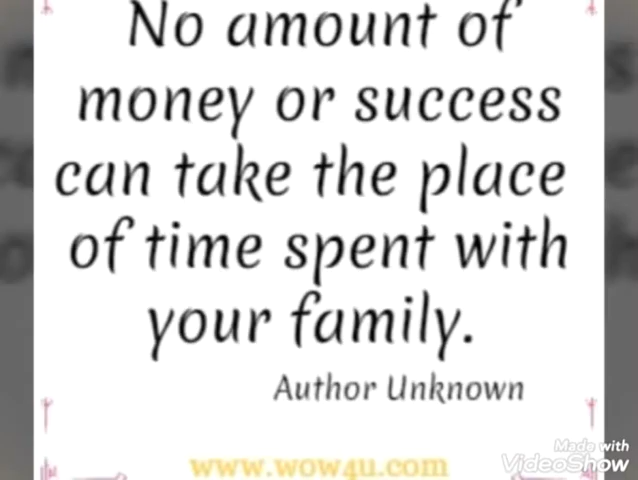 No amount of
money or success
can take the place
of time spent with
your family.
Author Unknown
www.wow4u.com
Made with
VideoShow